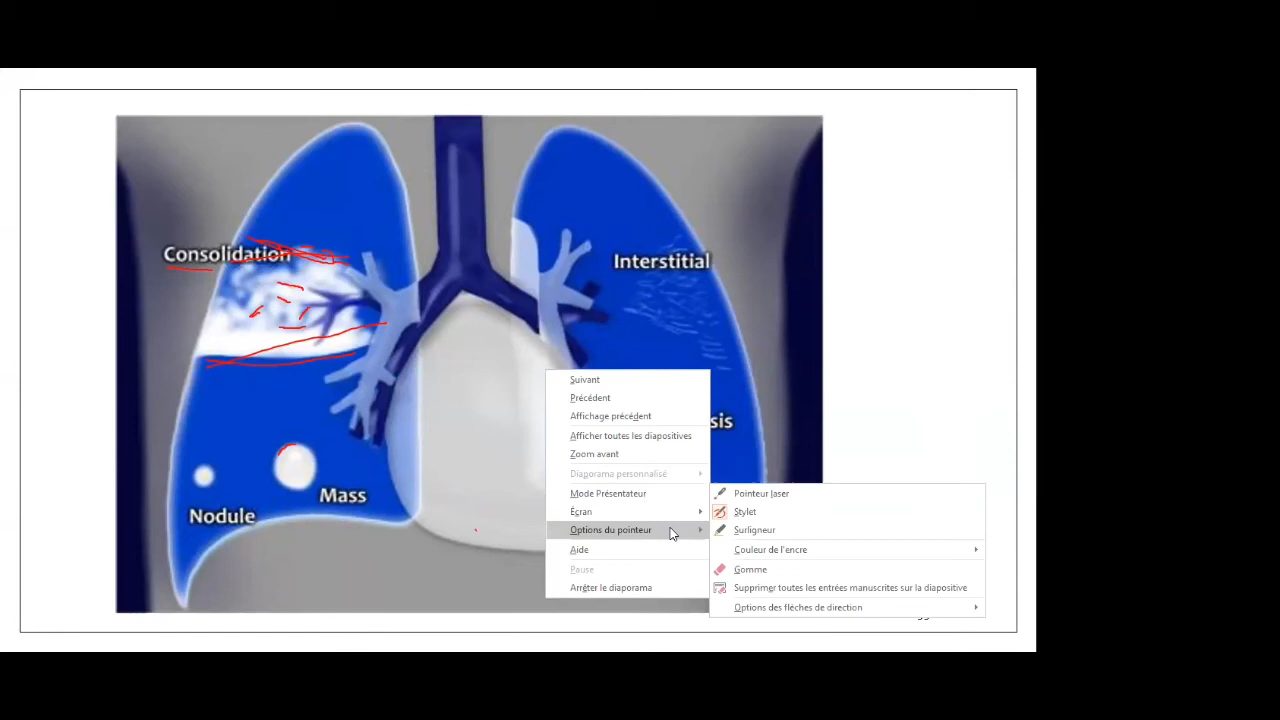 Consolidation
Interstitial
sis
Mass
Nodule
Suivant
Précédent
Affichage précédent
Afficher toutes les diapositives
Zoom avant
Diaporama personnalisé
Mode Présentateur
Écran
Options du pointeur
Aide
Pause
Arrêter le diaporama
Pointeur laser
Stylet
Surligneur
Couleur de l'encre
Gomme
Supprimer toutes les entrées manuscrites sur la diapositive
Options des flèches de direction